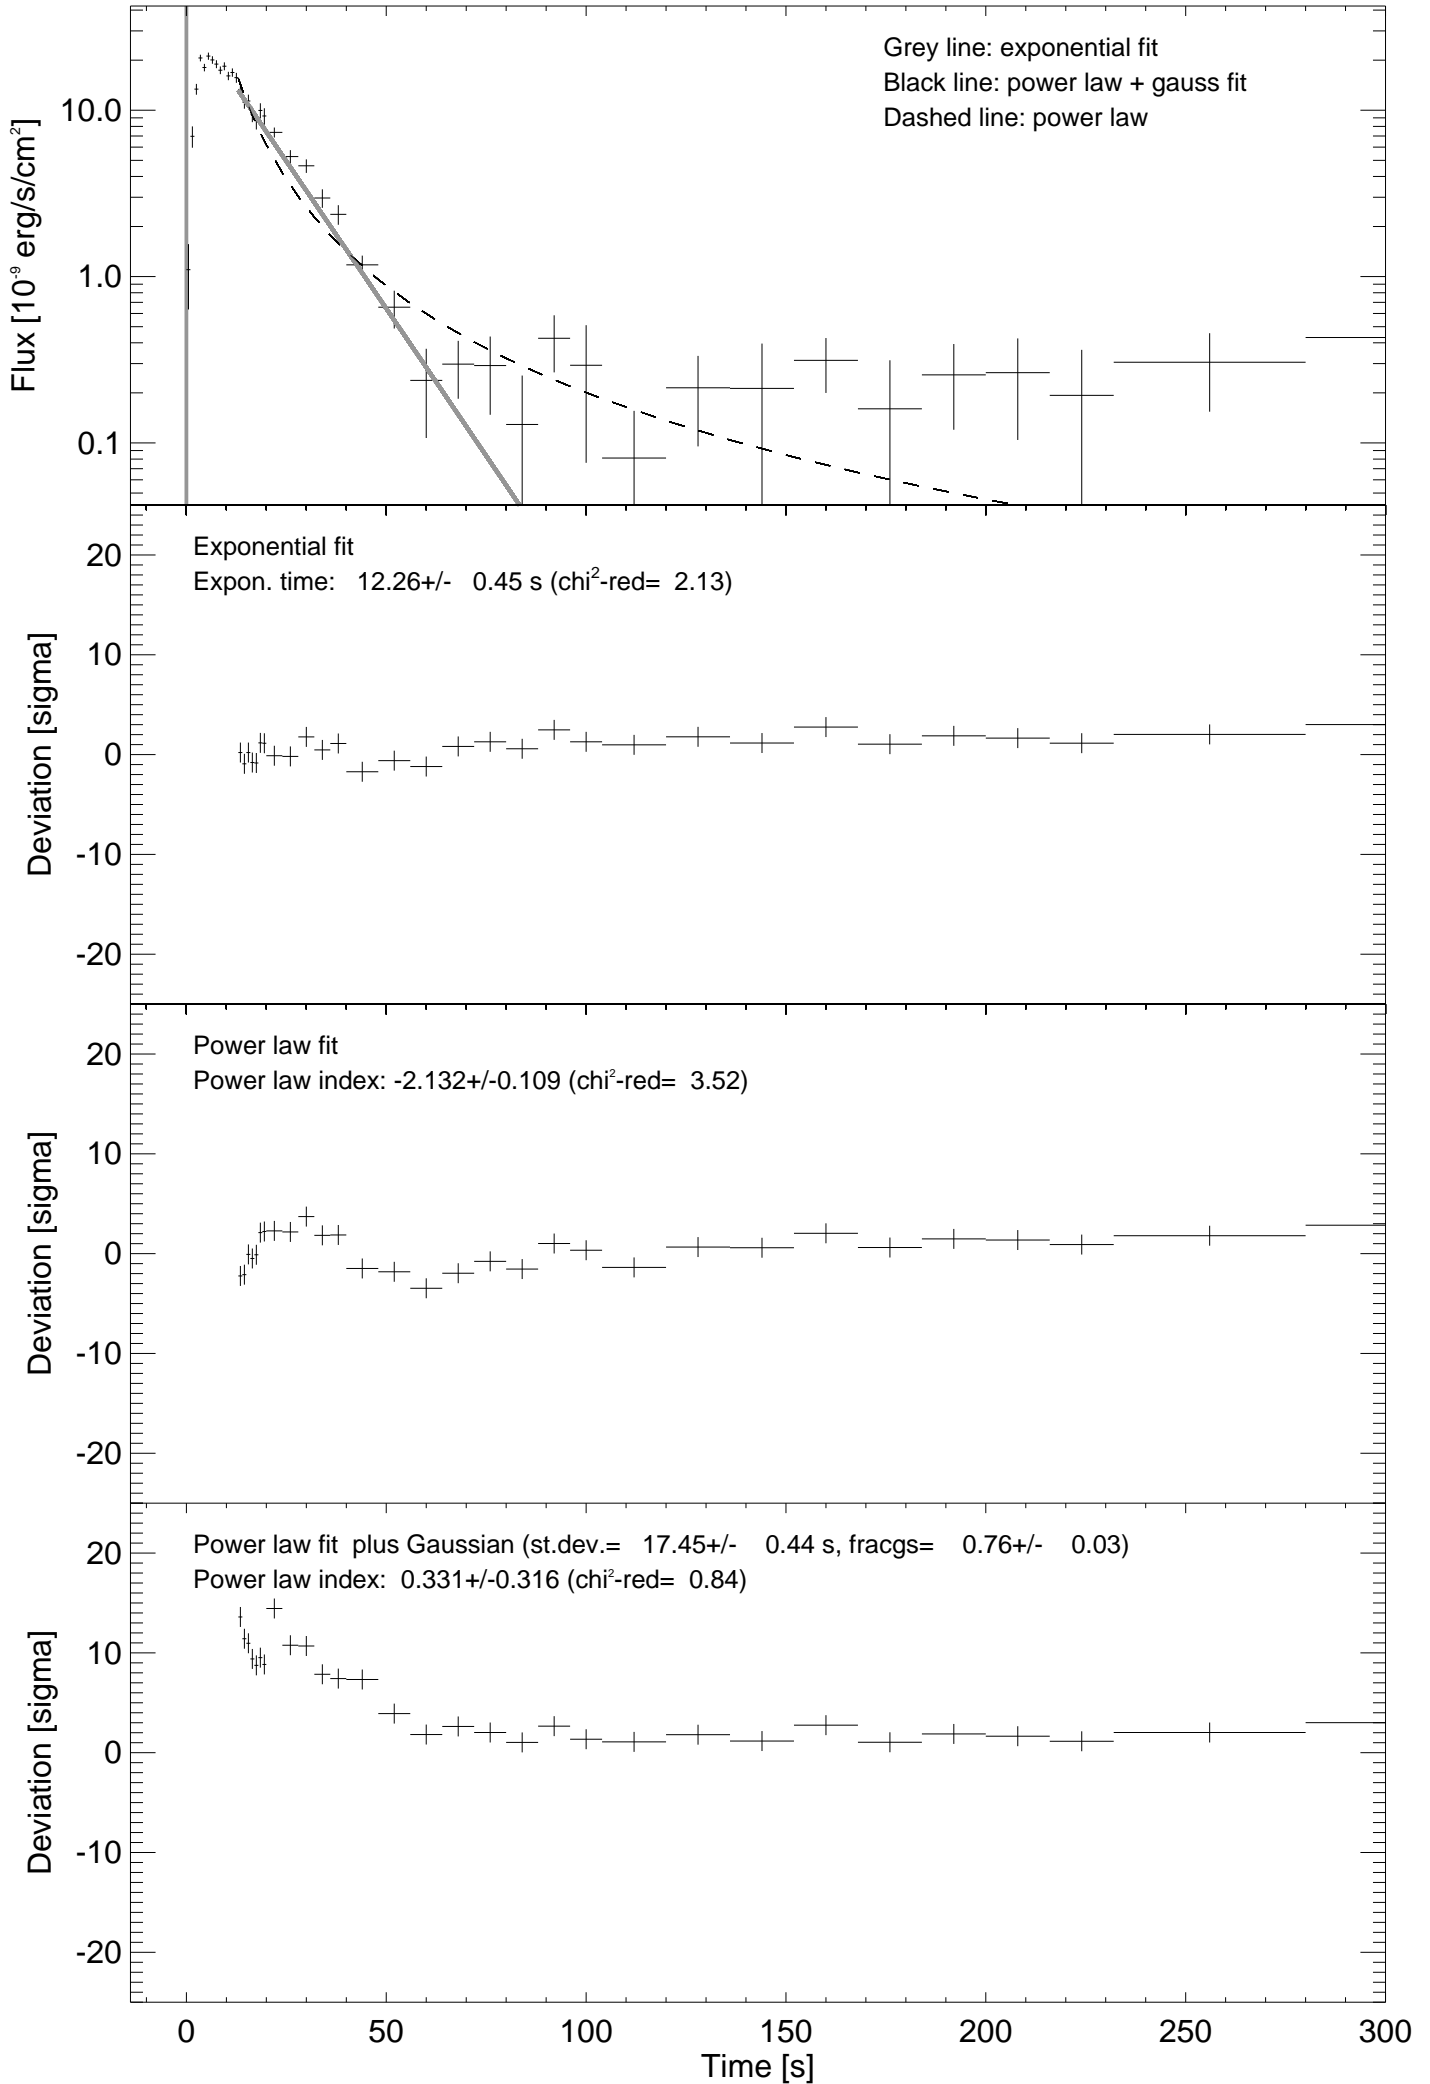 Grey line: exponential fit
Black line: power law + gauss fit
Dashed line: power law
10.0
1.0
0.1
Flux [10⁻⁹ erg/s/cm²]
Exponential fit
Expon. time: 12.26+/- 0.45 s (chi²-red= 2.13)
20
10
0
-10
-20
Deviation [sigma]
Power law fit
Power law index: -2.132+/-0.109 (chi²-red= 3.52)
20
10
0
-10
-20
Deviation [sigma]
Power law fit plus Gaussian (st.dev.= 17.45+/- 0.44 s, fracgs= 0.76+/- 0.03)
Power law index: 0.331+/-0.316 (chi²-red= 0.84)
20
10
0
-10
-20
Deviation [sigma]
0 50 100 150 200 250 300
Time [s]